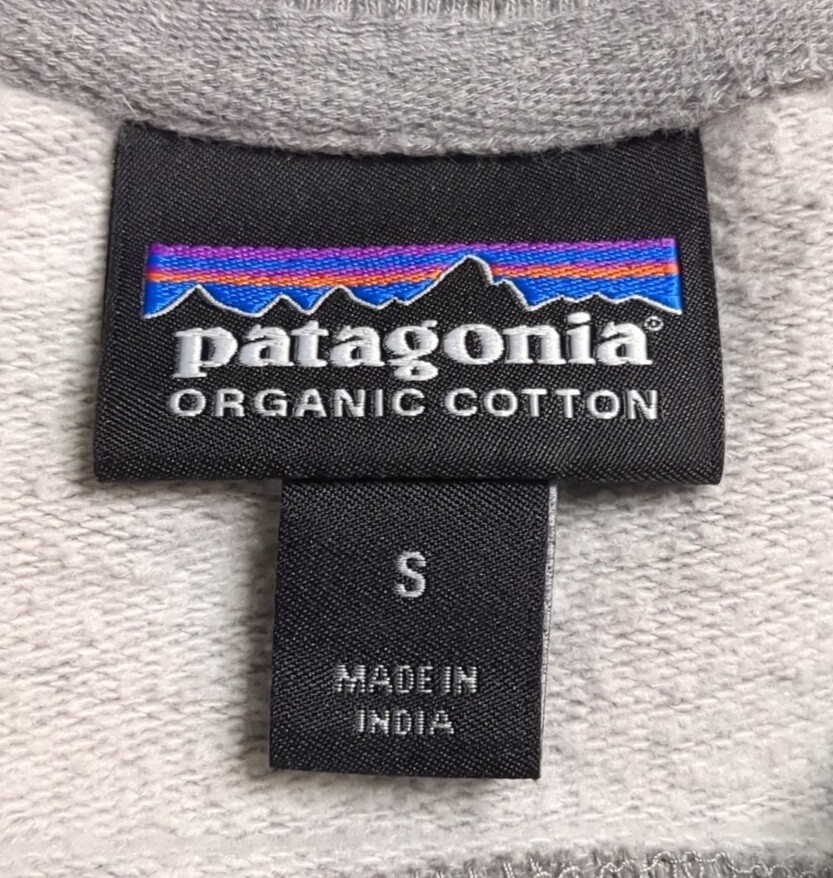 patagonia®
ORGANIC COTTON
S
MADE IN
INDIA